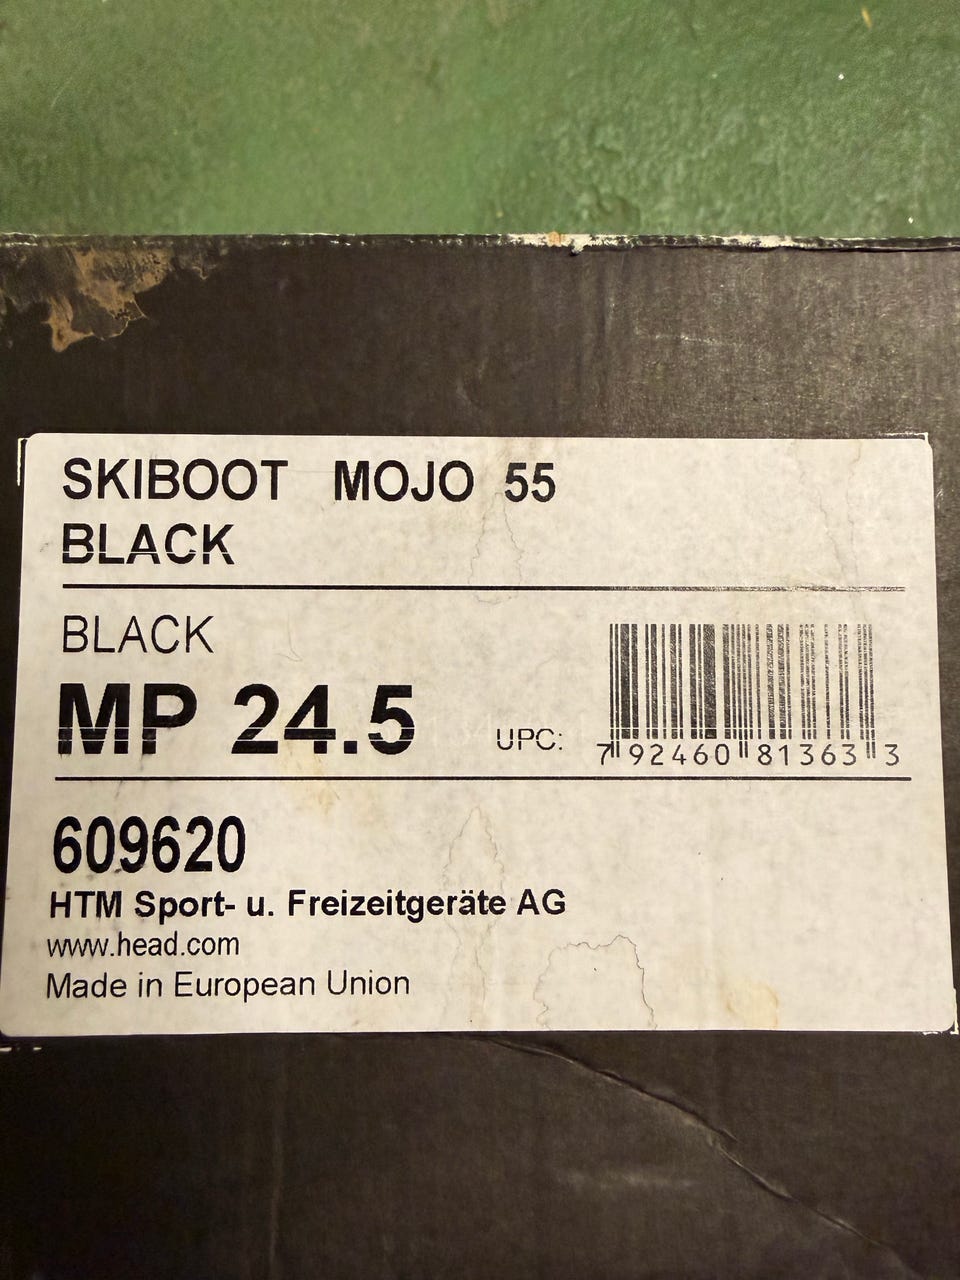 SKIBOOT MOJO 55
BLACK
BLACK
MP 24.5
UPC:
7 92460 81363 3
609620
HTM Sport- u. Freizeitgeräte AG
www.head.com
Made in European Union